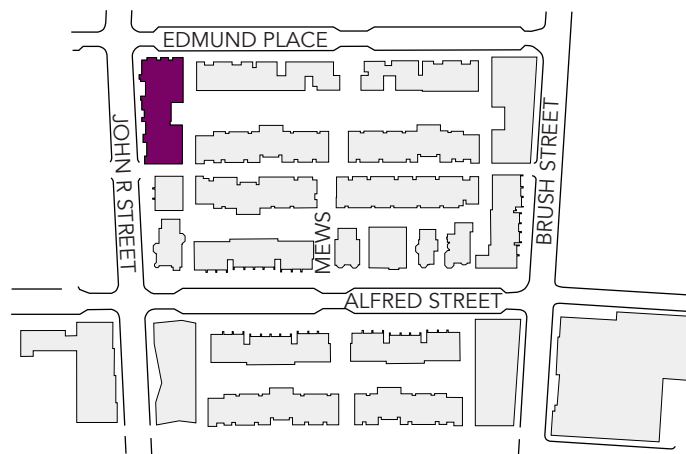 EDMUND PLACE
JOHN R STREET
BRUSH STREET
MEWS
ALFRED STREET